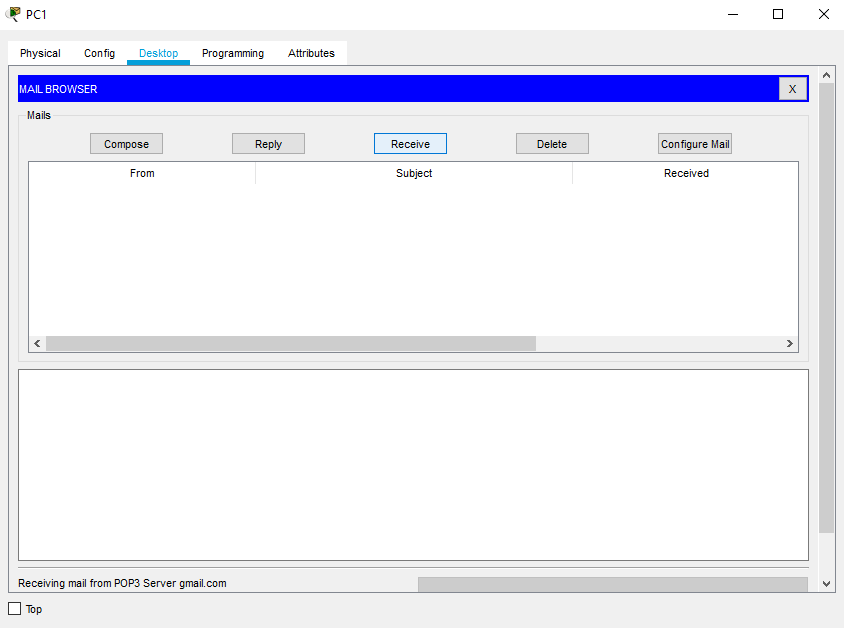 PC1
Physical Config Desktop Programming Attributes
MAIL BROWSER X
Mails
Compose Reply Receive Delete Configure Mail
From Subject Received
Receiving mail from POP3 Server gmail.com
Top